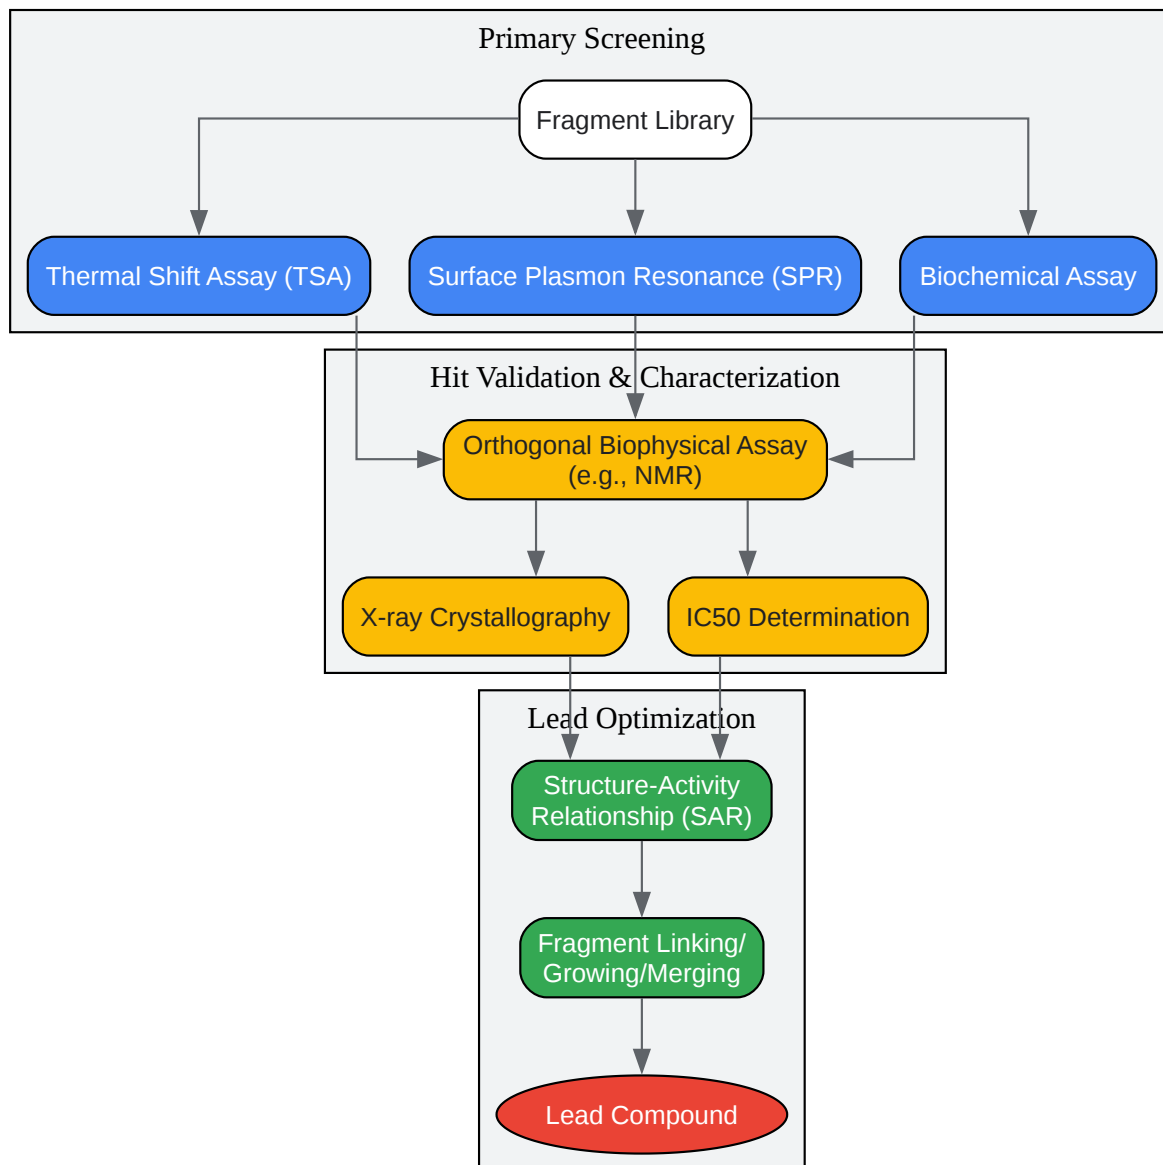 Primary Screening
Fragment Library
Thermal Shift Assay (TSA)
Surface Plasmon Resonance (SPR)
Biochemical Assay
Hit Validation & Characterization
Orthogonal Biophysical Assay
(e.g., NMR)
X-ray Crystallography
IC50 Determination
Lead Optimization
Structure-Activity
Relationship (SAR)
Fragment Linking/
Growing/Merging
Lead Compound